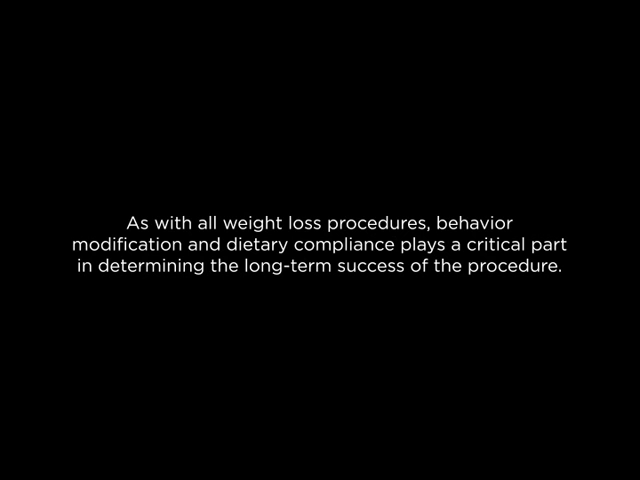 As with all weight loss procedures, behavior
modification and dietary compliance plays a critical part
in determining the long-term success of the procedure.